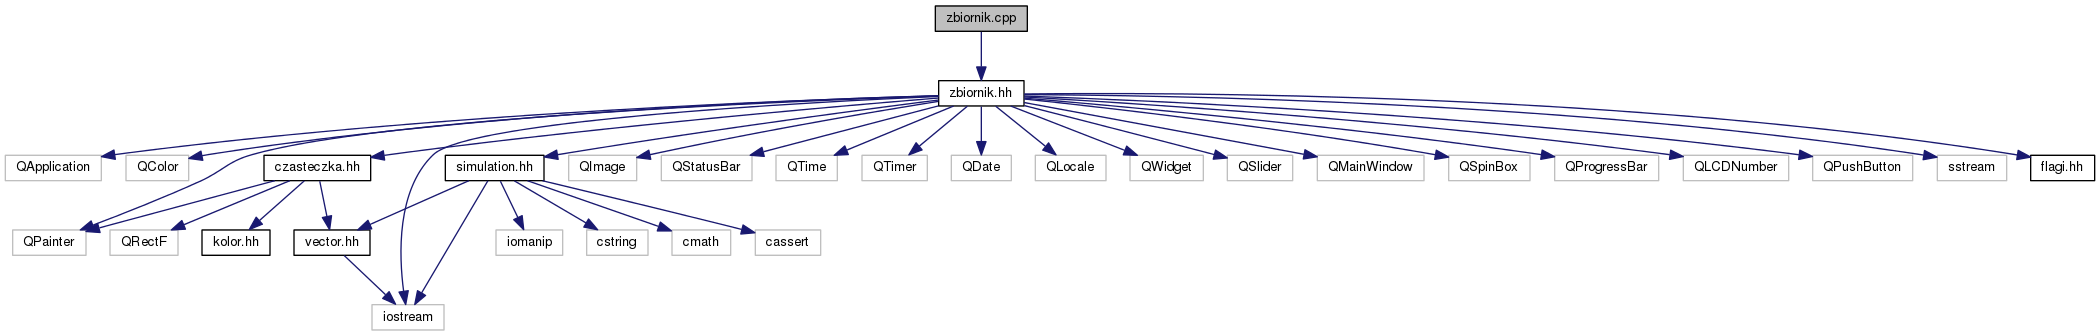 zbiornik.cpp
zbiornik.hh
QApplication
QColor
czasteczka.hh
simulation.hh
QImage
QStatusBar
QTime
QTimer
QDate
QLocale
QWidget
QSlider
QMainWindow
QSpinBox
QProgressBar
QLCDNumber
QPushButton
sstream
flagi.hh
QPainter
QRectF
kolor.hh
vector.hh
iomanip
cstring
cmath
cassert
iostream